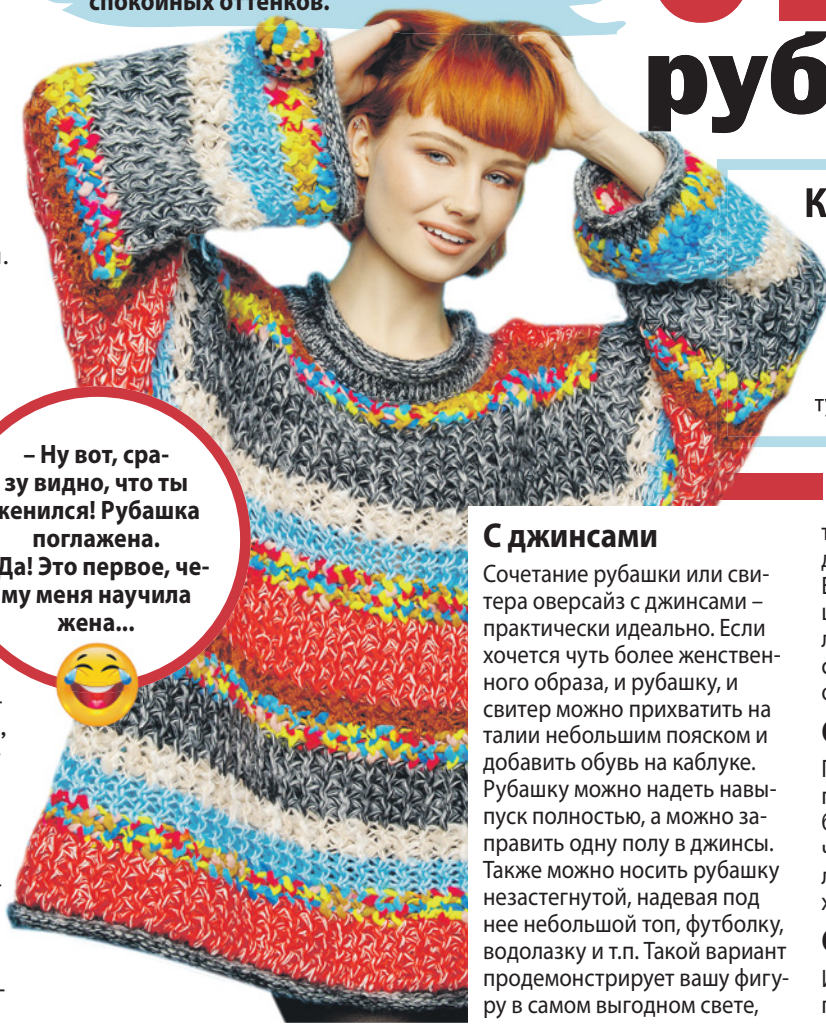 спокойных оттенков.
руб
К
– Ну вот, сра-
зу видно, что ты
женился! Рубашка
поглажена.
Да! Это первое, че-
му меня научила
жена...
С джинсами
Сочетание рубашки или сви-
тера оверсайз с джинсами –
практически идеально. Если
хочется чуть более женствен-
ного образа, и рубашку, и
свитер можно прихватить на
талии небольшим пояском и
добавить обувь на каблуке.
Рубашку можно надеть навы-
пуск полностью, а можно за-
править одну полу в джинсы.
Также можно носить рубашку
незастегнутой, надевая под
нее небольшой топ, футболку,
водолазку и т.п. Такой вариант
продемонстрирует вашу фигу-
ру в самом выгодном свете,